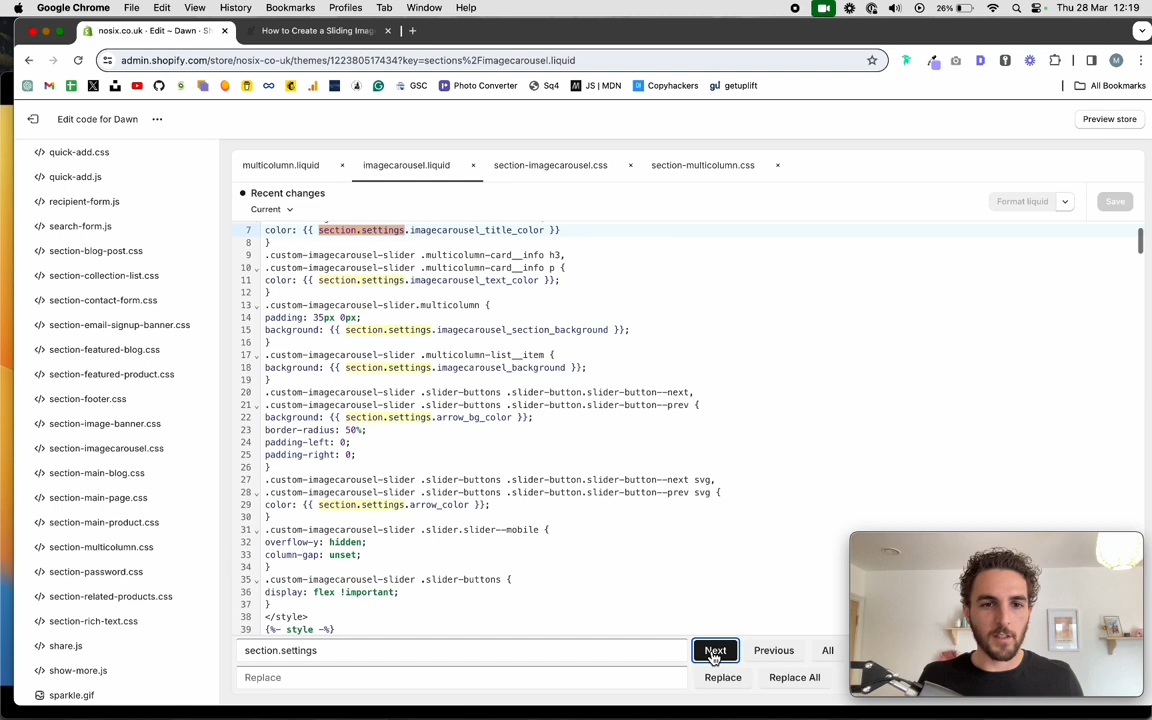 Google Chrome File Edit View History Bookmarks Profiles Tab Window Help 26% Thu 28 Mar 12:19
nosix.co.uk · Edit ~ Dawn · Sh × How to Create a Sliding Imag × +
admin.shopify.com/store/nosix-co-uk/themes/122380517434?key=sections%2Fimagecarousel.liquid
GSC Photo Converter Sq4 JS | MDN Copyhackers getuplift All Bookmarks
Edit code for Dawn ••• Preview store
quick-add.css
quick-add.js
recipient-form.js
search-form.js
section-blog-post.css
section-collection-list.css
section-contact-form.css
section-email-signup-banner.css
section-featured-blog.css
section-featured-product.css
section-footer.css
section-image-banner.css
section-imagecarousel.css
section-main-blog.css
section-main-page.css
section-main-product.css
section-multicolumn.css
section-password.css
section-related-products.css
section-rich-text.css
share.js
show-more.js
sparkle.gif
multicolumn.liquid × imagecarousel.liquid × section-imagecarousel.css × section-multicolumn.css ×
Recent changes
Current
Format liquid Save
7 color: {{ section.settings.imagecarousel_title_color }}
8 }
9 .custom-imagecarousel-slider .multicolumn-card__info h3,
10 .custom-imagecarousel-slider .multicolumn-card__info p {
11 color: {{ section.settings.imagecarousel_text_color }};
12 }
13 .custom-imagecarousel-slider.multicolumn {
14 padding: 35px 0px;
15 background: {{ section.settings.imagecarousel_section_background }};
16 }
17 .custom-imagecarousel-slider .multicolumn-list__item {
18 background: {{ section.settings.imagecarousel_background }};
19 }
20 .custom-imagecarousel-slider .slider-buttons .slider-button.slider-button--next,
21 .custom-imagecarousel-slider .slider-buttons .slider-button.slider-button--prev {
22 background: {{ section.settings.arrow_bg_color }};
23 border-radius: 50%;
24 padding-left: 0;
25 padding-right: 0;
26 }
27 .custom-imagecarousel-slider .slider-buttons .slider-button.slider-button--next svg,
28 .custom-imagecarousel-slider .slider-buttons .slider-button.slider-button--prev svg {
29 color: {{ section.settings.arrow_color }};
30 }
31 .custom-imagecarousel-slider .slider.slider--mobile {
32 overflow-y: hidden;
33 column-gap: unset;
34 }
35 .custom-imagecarousel-slider .slider-buttons {
36 display: flex !important;
37 }
38 </style>
39 {%- style -%}
section.settings Next Previous All
Replace Replace Replace All